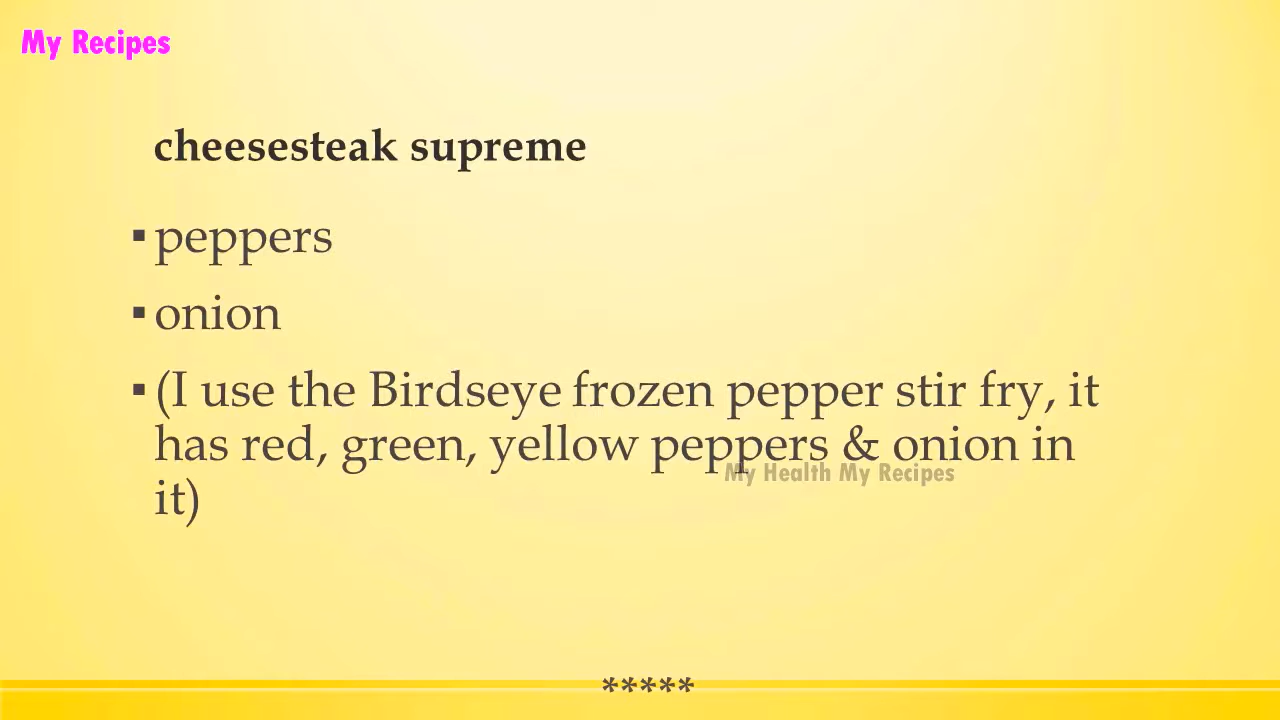 My Recipes
cheesesteak supreme
▪ peppers
▪ onion
▪ (I use the Birdseye frozen pepper stir fry, it
has red, green, yellow peppers & onion in
My Health My Recipes
it)
*****